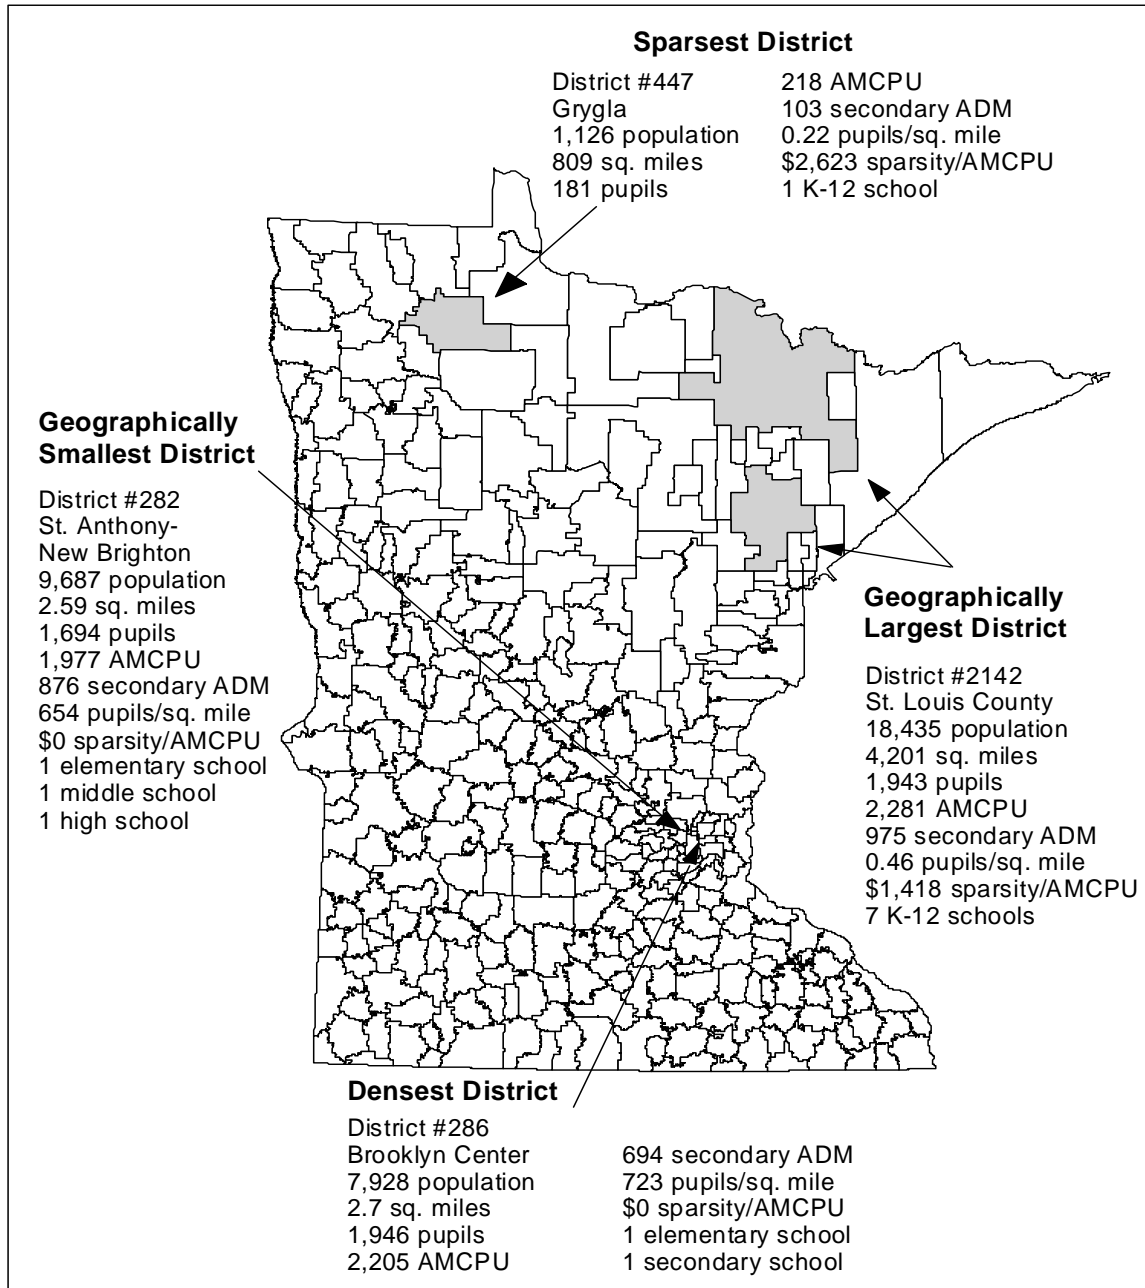 Sparsest District
District #447
Grygla
1,126 population
809 sq. miles
181 pupils
218 AMCPU
103 secondary ADM
0.22 pupils/sq. mile
$2,623 sparsity/AMCPU
1 K-12 school
Geographically
Smallest District
District #282
St. Anthony-
New Brighton
9,687 population
2.59 sq. miles
1,694 pupils
1,977 AMCPU
876 secondary ADM
654 pupils/sq. mile
$0 sparsity/AMCPU
1 elementary school
1 middle school
1 high school
Geographically
Largest District
District #2142
St. Louis County
18,435 population
4,201 sq. miles
1,943 pupils
2,281 AMCPU
975 secondary ADM
0.46 pupils/sq. mile
$1,418 sparsity/AMCPU
7 K-12 schools
Densest District
District #286
Brooklyn Center
7,928 population
2.7 sq. miles
1,946 pupils
2,205 AMCPU
694 secondary ADM
723 pupils/sq. mile
$0 sparsity/AMCPU
1 elementary school
1 secondary school